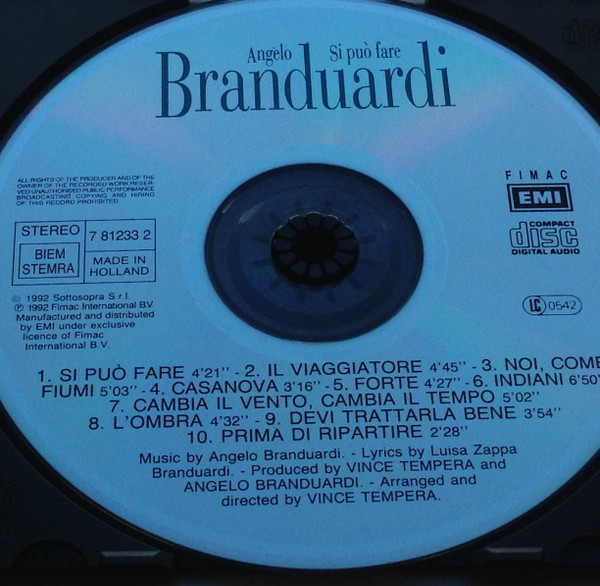 Angelo Si può fare
Branduardi
ALL RIGHTS OF THE PRODUCER AND OF THE
OWNER OF THE RECORDED WORK RESER-
VED UNAUTHORISED PUBLIC PERFORMANCE
BROADCASTING COPYING AND HIRING
OF THIS RECORD PROHIBITED
STEREO
7 81233 2
BIEM
STEMRA
MADE IN
HOLLAND
© 1992 Sottosopra S r l.
℗ 1992 Fimac International B.V.
Manufactured and distributed
by EMI under exclusive
licence of Fimac
International B.V.
FIMAC
EMI
COMPACT
disc
DIGITAL AUDIO
LC 0542
1. SI PUÒ FARE 4'21'' - 2. IL VIAGGIATORE 4'45'' - 3. NOI, COME
FIUMI 5'03'' - 4. CASANOVA 3'16'' - 5. FORTE 4'27'' - 6. INDIANI 6'50''
7. CAMBIA IL VENTO, CAMBIA IL TEMPO 5'02''
8. L'OMBRA 4'32'' - 9. DEVI TRATTARLA BENE 3'54''
10. PRIMA DI RIPARTIRE 2'28''
Music by Angelo Branduardi. - Lyrics by Luisa Zappa
Branduardi. - Produced by VINCE TEMPERA and
ANGELO BRANDUARDI. - Arranged and
directed by VINCE TEMPERA.